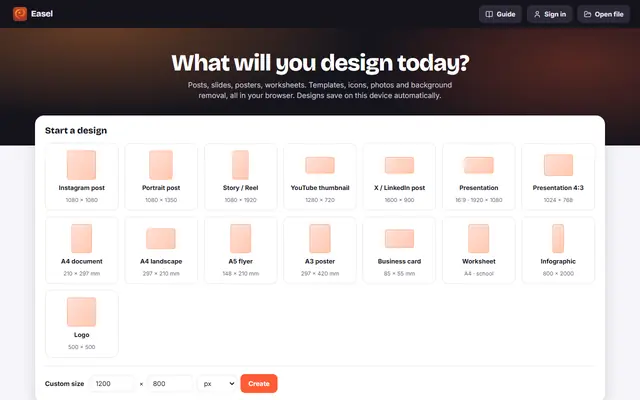 Easel
Guide
Sign in
Open file
What will you design today?
Posts, slides, posters, worksheets. Templates, icons, photos and background
removal, all in your browser. Designs save on this device automatically.
Start a design
Instagram post
1080 × 1080
Portrait post
1080 × 1350
Story / Reel
1080 × 1920
YouTube thumbnail
1280 × 720
X / LinkedIn post
1600 × 900
Presentation
16:9 · 1920 × 1080
Presentation 4:3
1024 × 768
A4 document
210 × 297 mm
A4 landscape
297 × 210 mm
A5 flyer
148 × 210 mm
A3 poster
297 × 420 mm
Business card
85 × 55 mm
Worksheet
A4 · school
Infographic
800 × 2000
Logo
500 × 500
Custom size
1200
×
800
px
Create